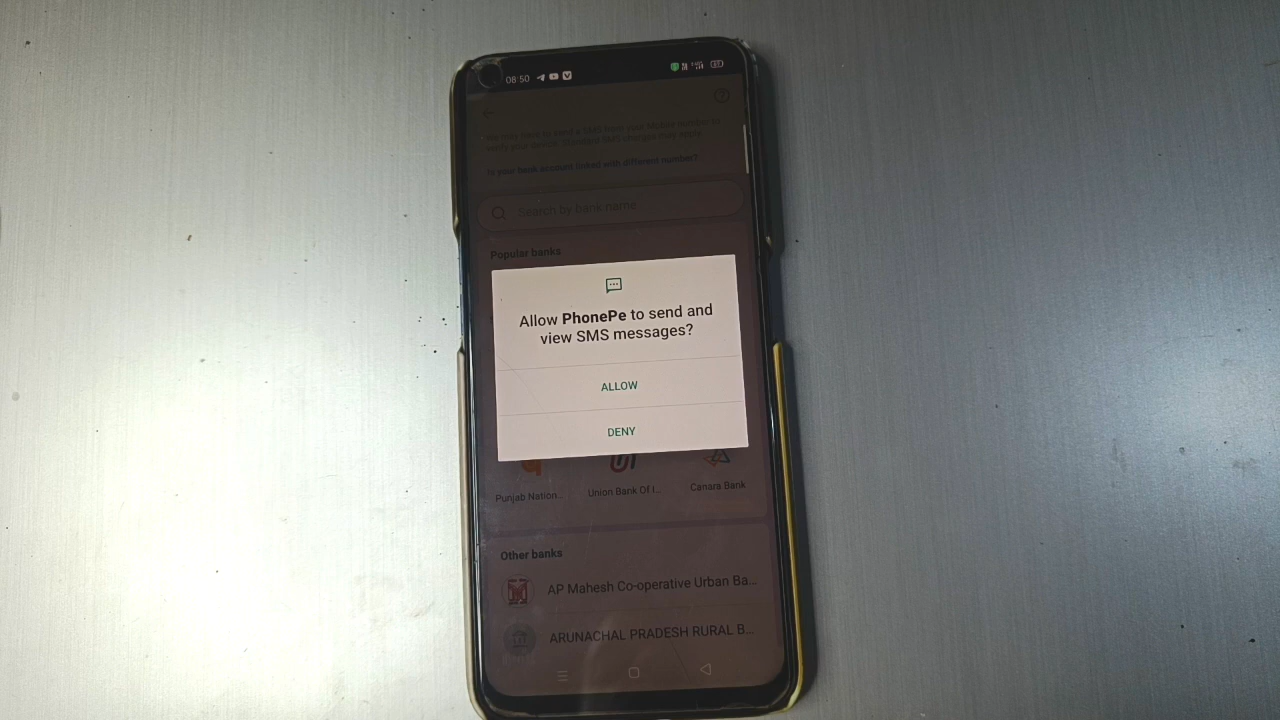 08:50
We may need to send a SMS from your Mobile number to
verify your device. Standard SMS charges may apply
Is your bank account linked with different number?
Search by bank name
Popular banks
Allow PhonePe to send and
view SMS messages?
ALLOW
DENY
Punjab Nation...
Union Bank Of I...
Canara Bank
Other banks
AP Mahesh Co-operative Urban Ba...
ARUNACHAL PRADESH RURAL B...